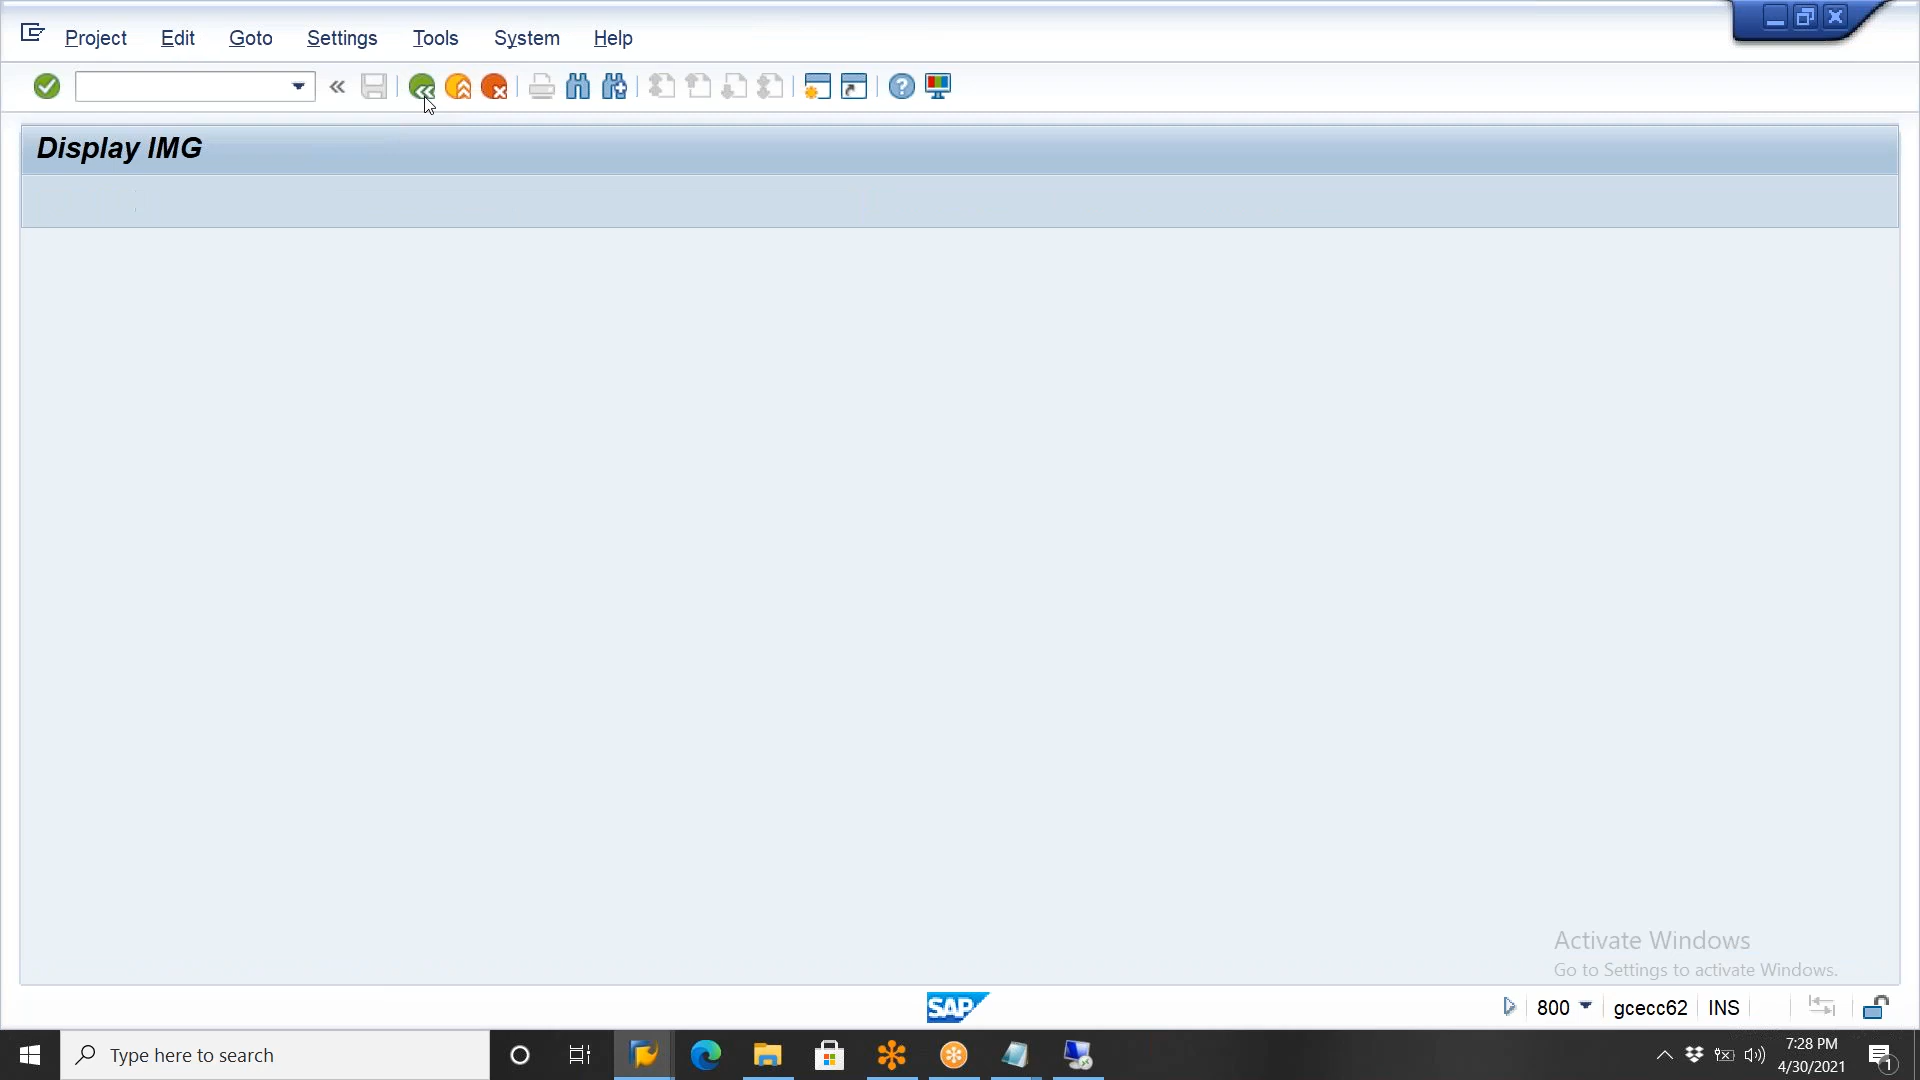 Project Edit Goto Settings Tools System Help
Display IMG
Activate Windows
Go to Settings to activate Windows.
SAP
800 gcecc62 INS
Type here to search
7:28 PM
4/30/2021
1